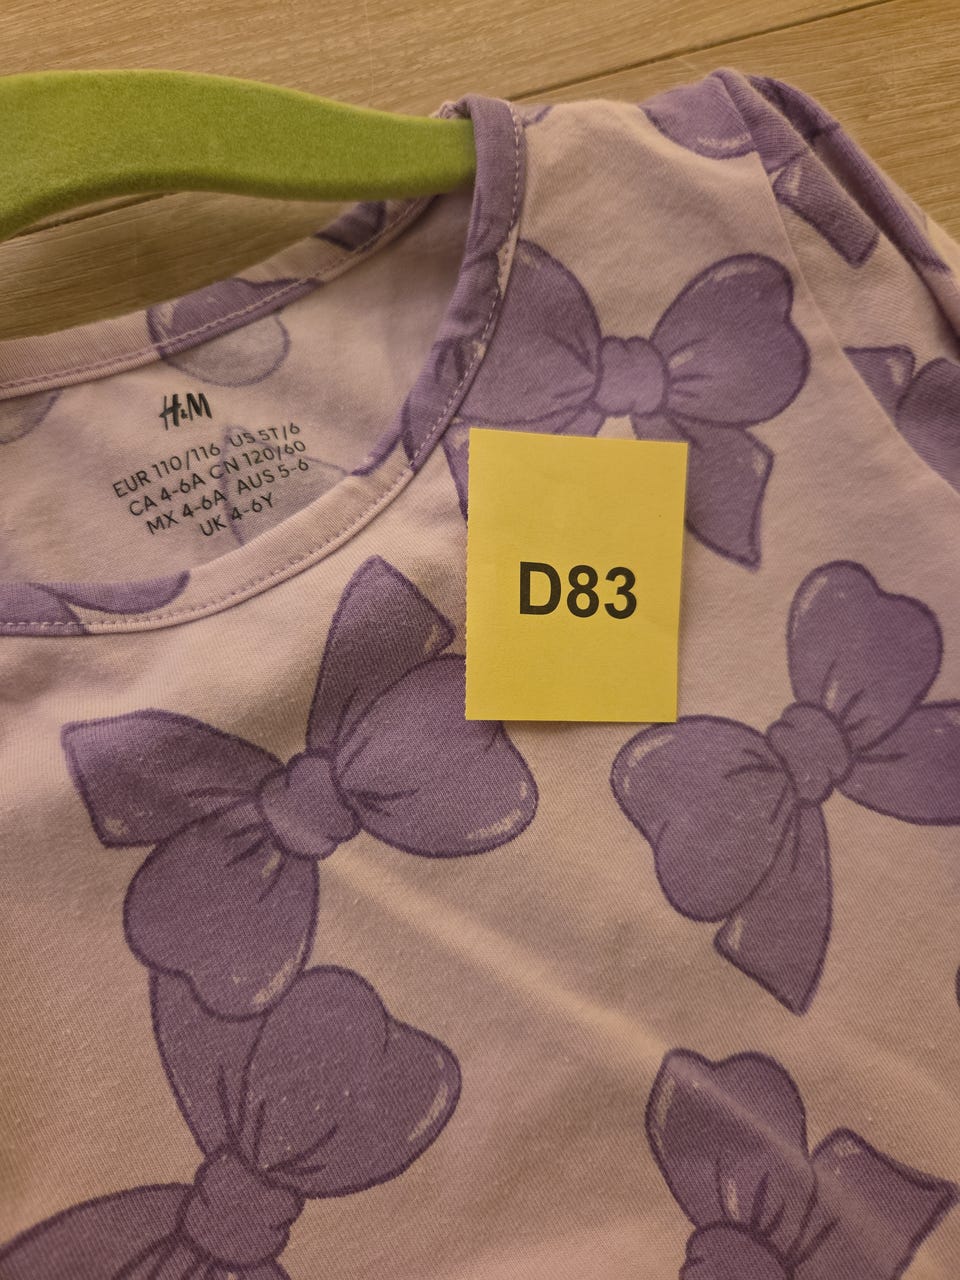 H&M
EUR 110/116 US 5T/6
CA 4-6A CN 120/60
MX 4-6A AUS 5-6
UK 4-6Y
D83